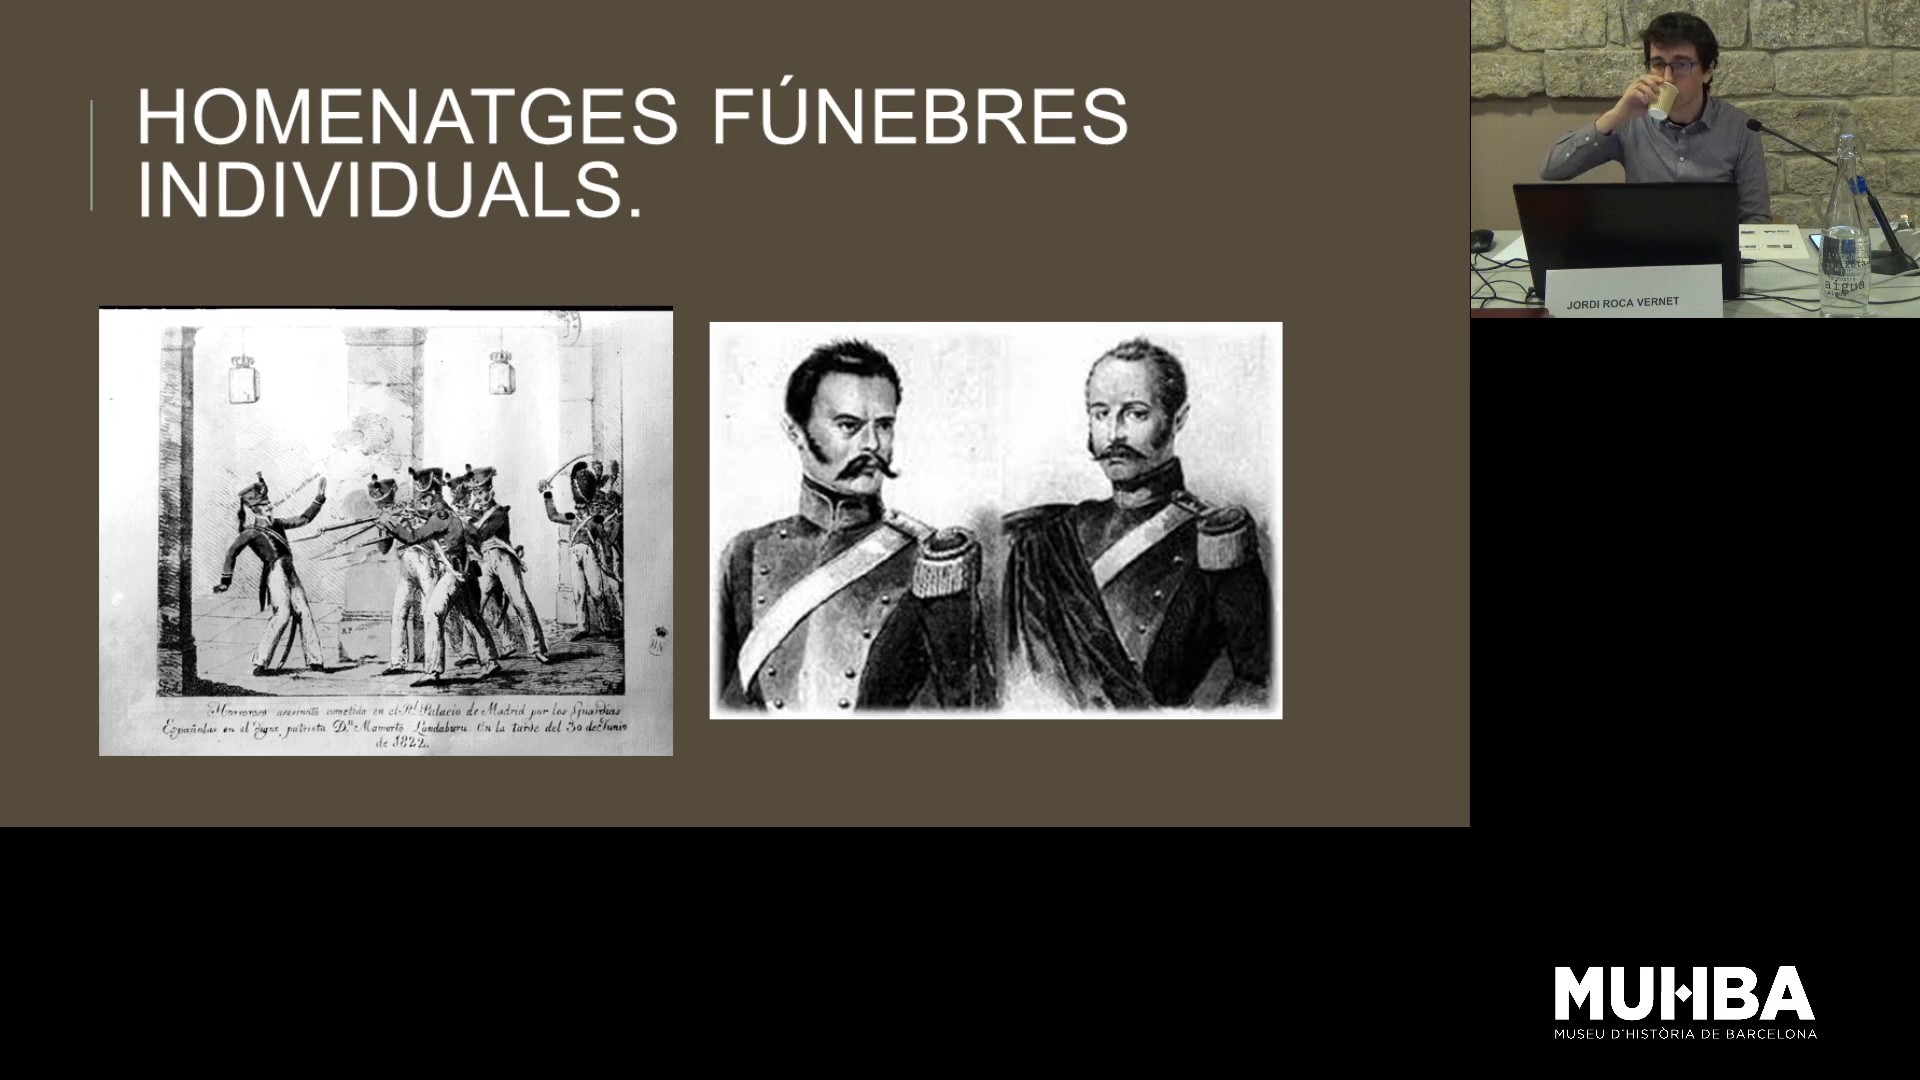 HOMENATGES FÚNEBRES
INDIVIDUALS.
Horroroso asesinato cometido en el Rl. Palacio de Madrid por los Guardias
Españolas en el digno patriota Dn. Mamerto Landaburu. En la tarde del 30 de Junio
de 1822.
JORDI ROCA VERNET
aigua
MUHBA
MUSEU D'HISTÒRIA DE BARCELONA